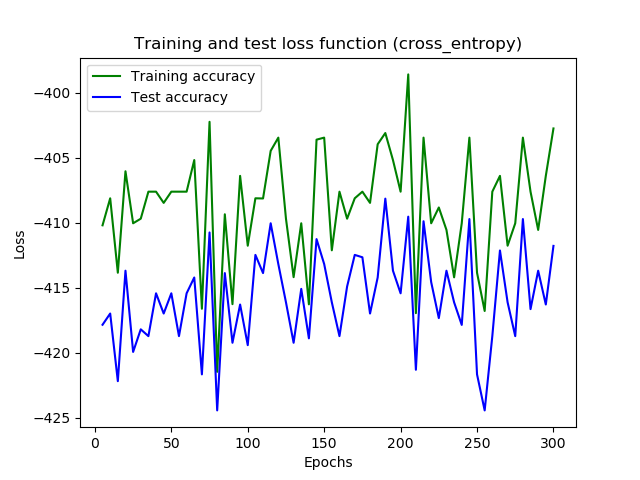 Training and test loss function (cross_entropy)
Training accuracy
Test accuracy
−400
−405
−410
−415
−420
−425
Loss
0
50
100
150
200
250
300
Epochs